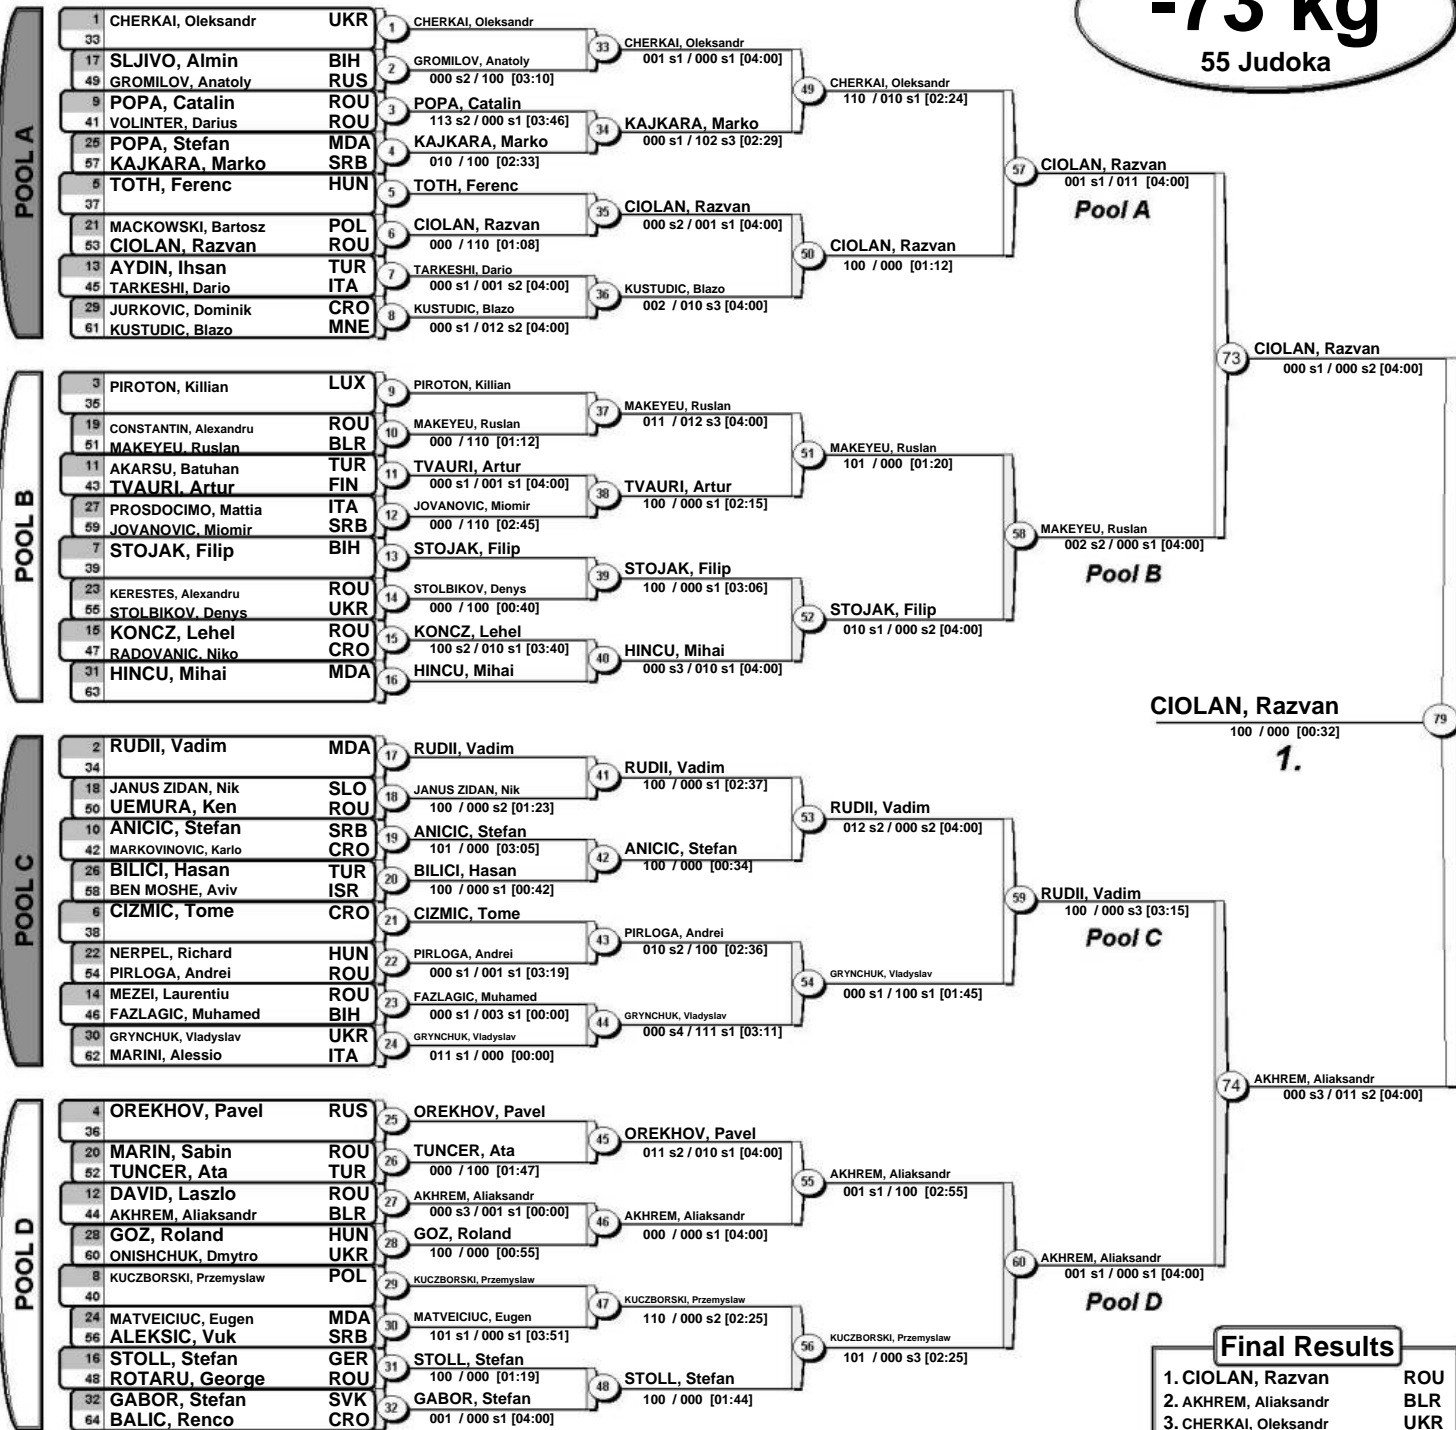 -73 kg
55 Judoka
POOL A
1 CHERKAI, Oleksandr UKR
33
17 SLJIVO, Almin BIH
49 GROMILOV, Anatoly RUS
9 POPA, Catalin ROU
41 VOLINTER, Darius ROU
25 POPA, Stefan MDA
57 KAJKARA, Marko SRB
5 TOTH, Ferenc HUN
37
21 MACKOWSKI, Bartosz POL
53 CIOLAN, Razvan ROU
13 AYDIN, Ihsan TUR
45 TARKESHI, Dario ITA
29 JURKOVIC, Dominik CRO
61 KUSTUDIC, Blazo MNE
1 CHERKAI, Oleksandr
2 GROMILOV, Anatoly
000 s2 / 100 [03:10]
3 POPA, Catalin
113 s2 / 000 s1 [03:46]
4 KAJKARA, Marko
010 / 100 [02:33]
5 TOTH, Ferenc
6 CIOLAN, Razvan
000 / 110 [01:08]
7 TARKESHI, Dario
000 s1 / 001 s2 [04:00]
8 KUSTUDIC, Blazo
000 s1 / 012 s2 [04:00]
33 CHERKAI, Oleksandr
001 s1 / 000 s1 [04:00]
34 KAJKARA, Marko
000 s1 / 102 s3 [02:29]
35 CIOLAN, Razvan
000 s2 / 001 s1 [04:00]
36 KUSTUDIC, Blazo
002 / 010 s3 [04:00]
49 CHERKAI, Oleksandr
110 / 010 s1 [02:24]
50 CIOLAN, Razvan
100 / 000 [01:12]
57 CIOLAN, Razvan
001 s1 / 011 [04:00]
Pool A
POOL B
3 PIROTON, Killian LUX
35
19 CONSTANTIN, Alexandru ROU
51 MAKEYEU, Ruslan BLR
11 AKARSU, Batuhan TUR
43 TVAURI, Artur FIN
27 PROSDOCIMO, Mattia ITA
59 JOVANOVIC, Miomir SRB
7 STOJAK, Filip BIH
39
23 KERESTES, Alexandru ROU
55 STOLBIKOV, Denys UKR
15 KONCZ, Lehel ROU
47 RADOVANIC, Niko CRO
31 HINCU, Mihai MDA
63
9 PIROTON, Killian
10 MAKEYEU, Ruslan
000 / 110 [01:12]
11 TVAURI, Artur
000 s1 / 001 s1 [04:00]
12 JOVANOVIC, Miomir
000 / 110 [02:45]
13 STOJAK, Filip
14 STOLBIKOV, Denys
000 / 100 [00:40]
15 KONCZ, Lehel
100 s2 / 010 s1 [03:40]
16 HINCU, Mihai
37 MAKEYEU, Ruslan
011 / 012 s3 [04:00]
38 TVAURI, Artur
100 / 000 s1 [02:15]
39 STOJAK, Filip
100 / 000 s1 [03:06]
40 HINCU, Mihai
000 s3 / 010 s1 [04:00]
51 MAKEYEU, Ruslan
101 / 000 [01:20]
52 STOJAK, Filip
010 s1 / 000 s2 [04:00]
58 MAKEYEU, Ruslan
002 s2 / 000 s1 [04:00]
Pool B
73 CIOLAN, Razvan
000 s1 / 000 s2 [04:00]
CIOLAN, Razvan 79
100 / 000 [00:32]
1.
POOL C
2 RUDII, Vadim MDA
34
18 JANUS ZIDAN, Nik SLO
50 UEMURA, Ken ROU
10 ANICIC, Stefan SRB
42 MARKOVINOVIC, Karlo CRO
26 BILICI, Hasan TUR
58 BEN MOSHE, Aviv ISR
6 CIZMIC, Tome CRO
38
22 NERPEL, Richard HUN
54 PIRLOGA, Andrei ROU
14 MEZEI, Laurentiu ROU
46 FAZLAGIC, Muhamed BIH
30 GRYNCHUK, Vladyslav UKR
62 MARINI, Alessio ITA
17 RUDII, Vadim
18 JANUS ZIDAN, Nik
100 / 000 s2 [01:23]
19 ANICIC, Stefan
101 / 000 [03:05]
20 BILICI, Hasan
100 / 000 s1 [00:42]
21 CIZMIC, Tome
22 PIRLOGA, Andrei
000 s1 / 001 s1 [03:19]
23 FAZLAGIC, Muhamed
000 s1 / 003 s1 [00:00]
24 GRYNCHUK, Vladyslav
011 s1 / 000 [00:00]
41 RUDII, Vadim
100 / 000 s1 [02:37]
42 ANICIC, Stefan
100 / 000 [00:34]
43 PIRLOGA, Andrei
010 s2 / 100 [02:36]
44 GRYNCHUK, Vladyslav
000 s4 / 111 s1 [03:11]
53 RUDII, Vadim
012 s2 / 000 s2 [04:00]
54 GRYNCHUK, Vladyslav
000 s1 / 100 s1 [01:45]
59 RUDII, Vadim
100 / 000 s3 [03:15]
Pool C
POOL D
4 OREKHOV, Pavel RUS
36
20 MARIN, Sabin ROU
52 TUNCER, Ata TUR
12 DAVID, Laszlo ROU
44 AKHREM, Aliaksandr BLR
28 GOZ, Roland HUN
60 ONISHCHUK, Dmytro UKR
8 KUCZBORSKI, Przemyslaw POL
40
24 MATVEICIUC, Eugen MDA
56 ALEKSIC, Vuk SRB
16 STOLL, Stefan GER
48 ROTARU, George ROU
32 GABOR, Stefan SVK
64 BALIC, Renco CRO
25 OREKHOV, Pavel
26 TUNCER, Ata
000 / 100 [01:47]
27 AKHREM, Aliaksandr
000 s3 / 001 s1 [00:00]
28 GOZ, Roland
100 / 000 [00:55]
29 KUCZBORSKI, Przemyslaw
30 MATVEICIUC, Eugen
101 s1 / 000 s1 [03:51]
31 STOLL, Stefan
100 / 000 [01:19]
32 GABOR, Stefan
001 / 000 s1 [04:00]
45 OREKHOV, Pavel
011 s2 / 010 s1 [04:00]
46 AKHREM, Aliaksandr
000 / 000 s1 [04:00]
47 KUCZBORSKI, Przemyslaw
110 / 000 s2 [02:25]
48 STOLL, Stefan
100 / 000 [01:44]
55 AKHREM, Aliaksandr
001 s1 / 100 [02:55]
56 KUCZBORSKI, Przemyslaw
101 / 000 s3 [02:25]
60 AKHREM, Aliaksandr
001 s1 / 000 s1 [04:00]
Pool D
74 AKHREM, Aliaksandr
000 s3 / 011 s2 [04:00]
Final Results
1. CIOLAN, Razvan ROU
2. AKHREM, Aliaksandr BLR
3. CHERKAI, Oleksandr UKR